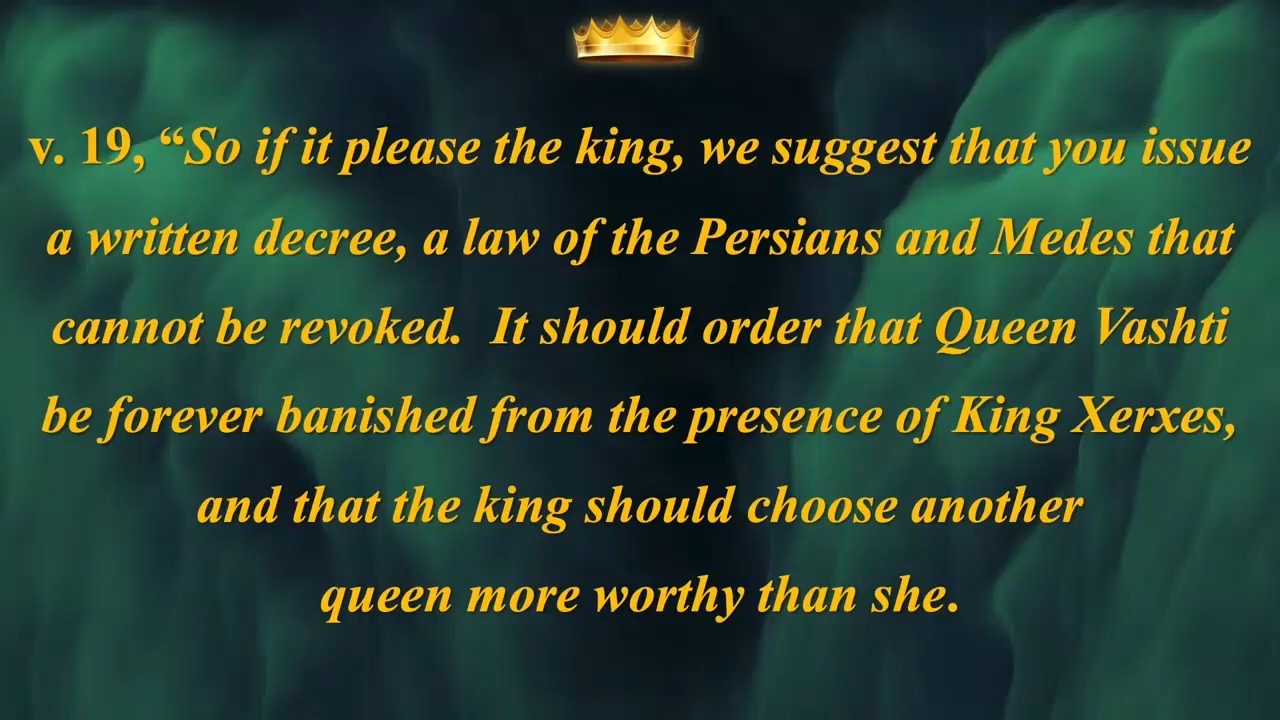 v. 19, “So if it please the king, we suggest that you issue
a written decree, a law of the Persians and Medes that
cannot be revoked.  It should order that Queen Vashti
be forever banished from the presence of King Xerxes,
and that the king should choose another
queen more worthy than she.